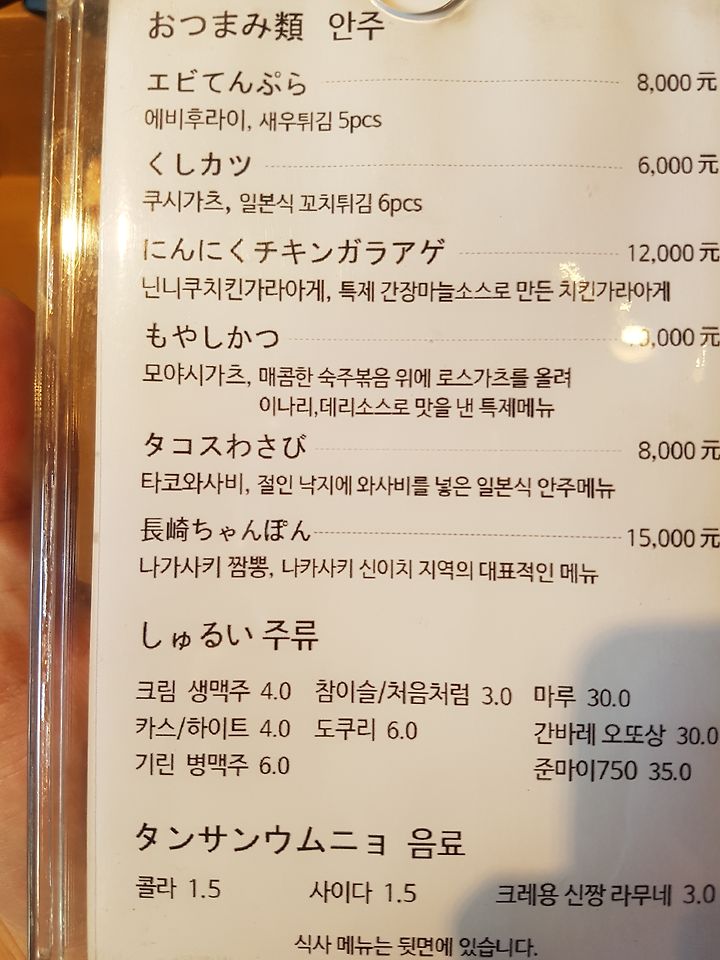 おつまみ類 안주
エビてんぷら 8,000 元
에비후라이, 새우튀김 5pcs
くしカツ 6,000 元
쿠시가츠, 일본식 꼬치튀김 6pcs
にんにくチキンガラアゲ 12,000 元
닌니쿠치킨가라아게, 특제 간장마늘소스로 만든 치킨가라아게
もやしかつ 元
모야시가츠, 매콤한 숙주볶음 위에 로스가츠를 올려
이나리,데리소스로 맛을 낸 특제메뉴
タコスわさび 8,000 元
타코와사비, 절인 낙지에 와사비를 넣은 일본식 안주메뉴
長崎ちゃんぽん 15,000 元
나가사키 짬뽕, 나카사키 신이치 지역의 대표적인 메뉴
しゅるい 주류
크림 생맥주 4.0 참이슬/처음처럼 3.0 마루 30.0
카스/하이트 4.0 도쿠리 6.0 간바레 오또상 30.0
기린 병맥주 6.0 준마이750 35.0
タンサンウムニョ 음료
콜라 1.5 사이다 1.5 크레용 신짱 라무네 3.0
식사 메뉴는 뒷면에 있습니다.